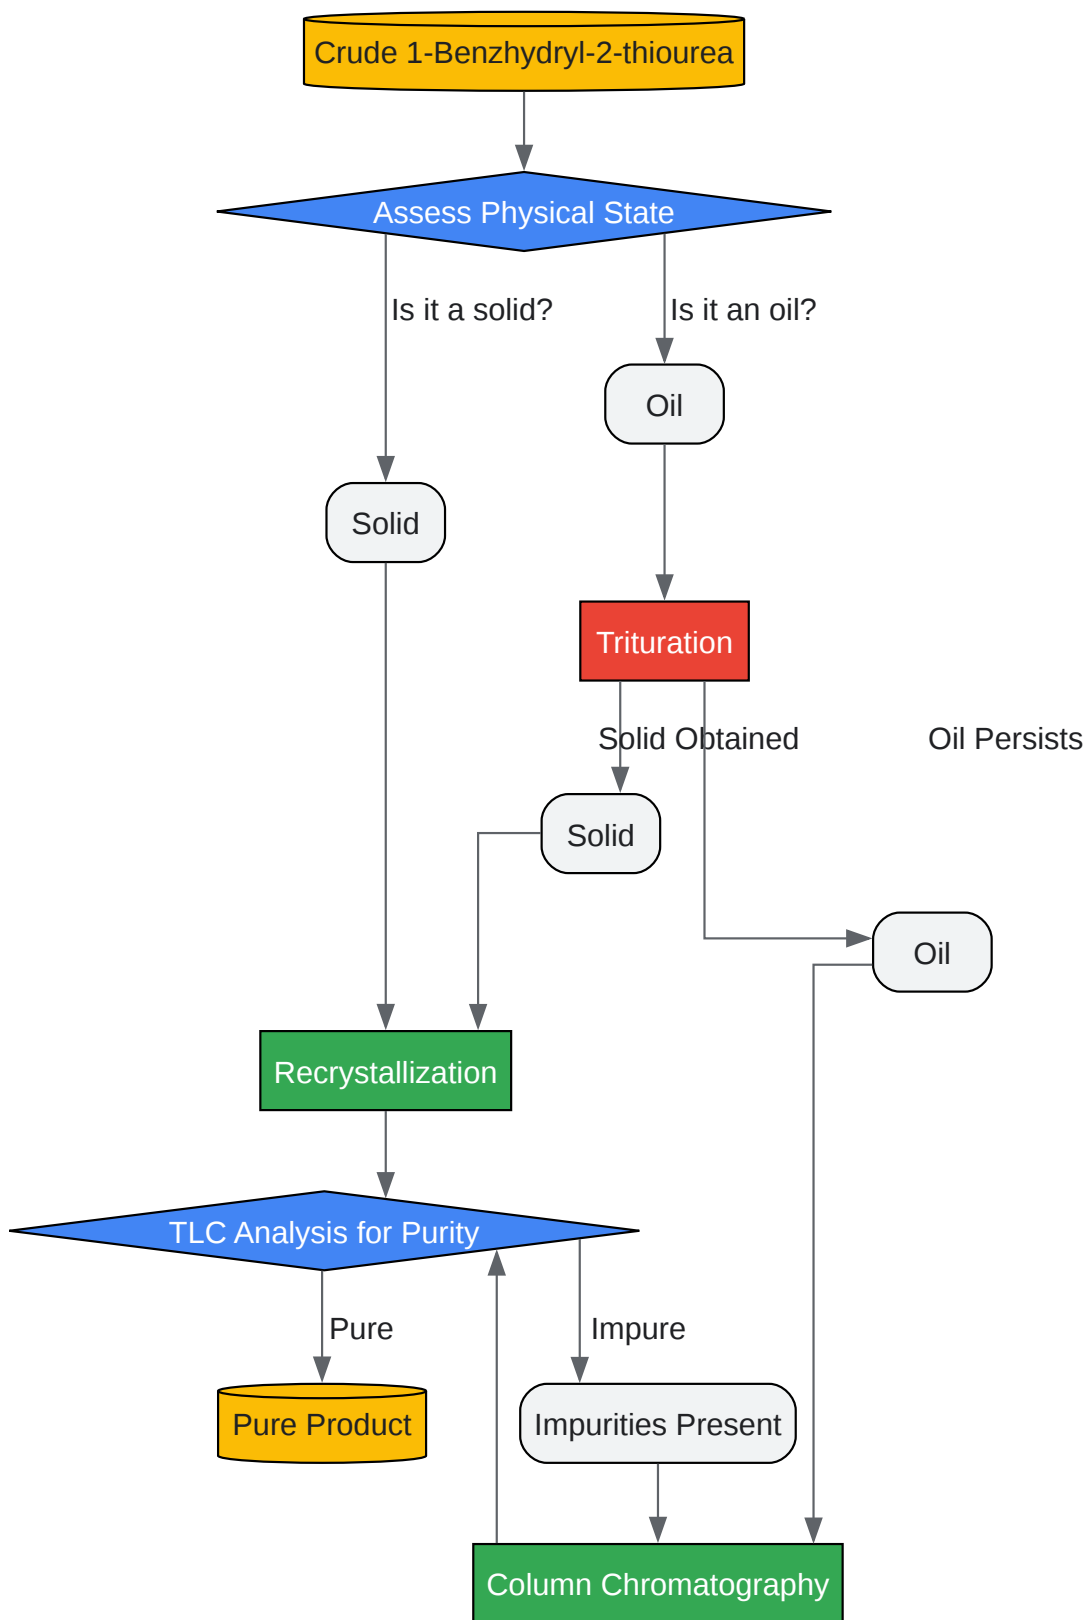 Crude 1-Benzhydryl-2-thiourea
Assess Physical State
Is it a solid?
Is it an oil?
Oil
Solid
Trituration
Solid Obtained
Oil Persists
Solid
Oil
Recrystallization
TLC Analysis for Purity
Pure
Impure
Pure Product
Impurities Present
Column Chromatography